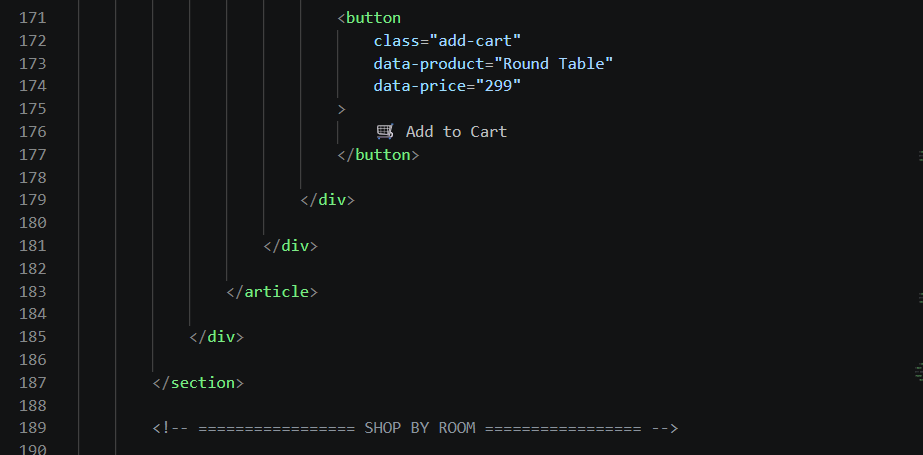 171 <button
172 class="add-cart"
173 data-product="Round Table"
174 data-price="299"
175 >
176 🛒 Add to Cart
177 </button>
178
179 </div>
180
181 </div>
182
183 </article>
184
185 </div>
186
187 </section>
188
189 <!-- ================= SHOP BY ROOM ================= -->
190